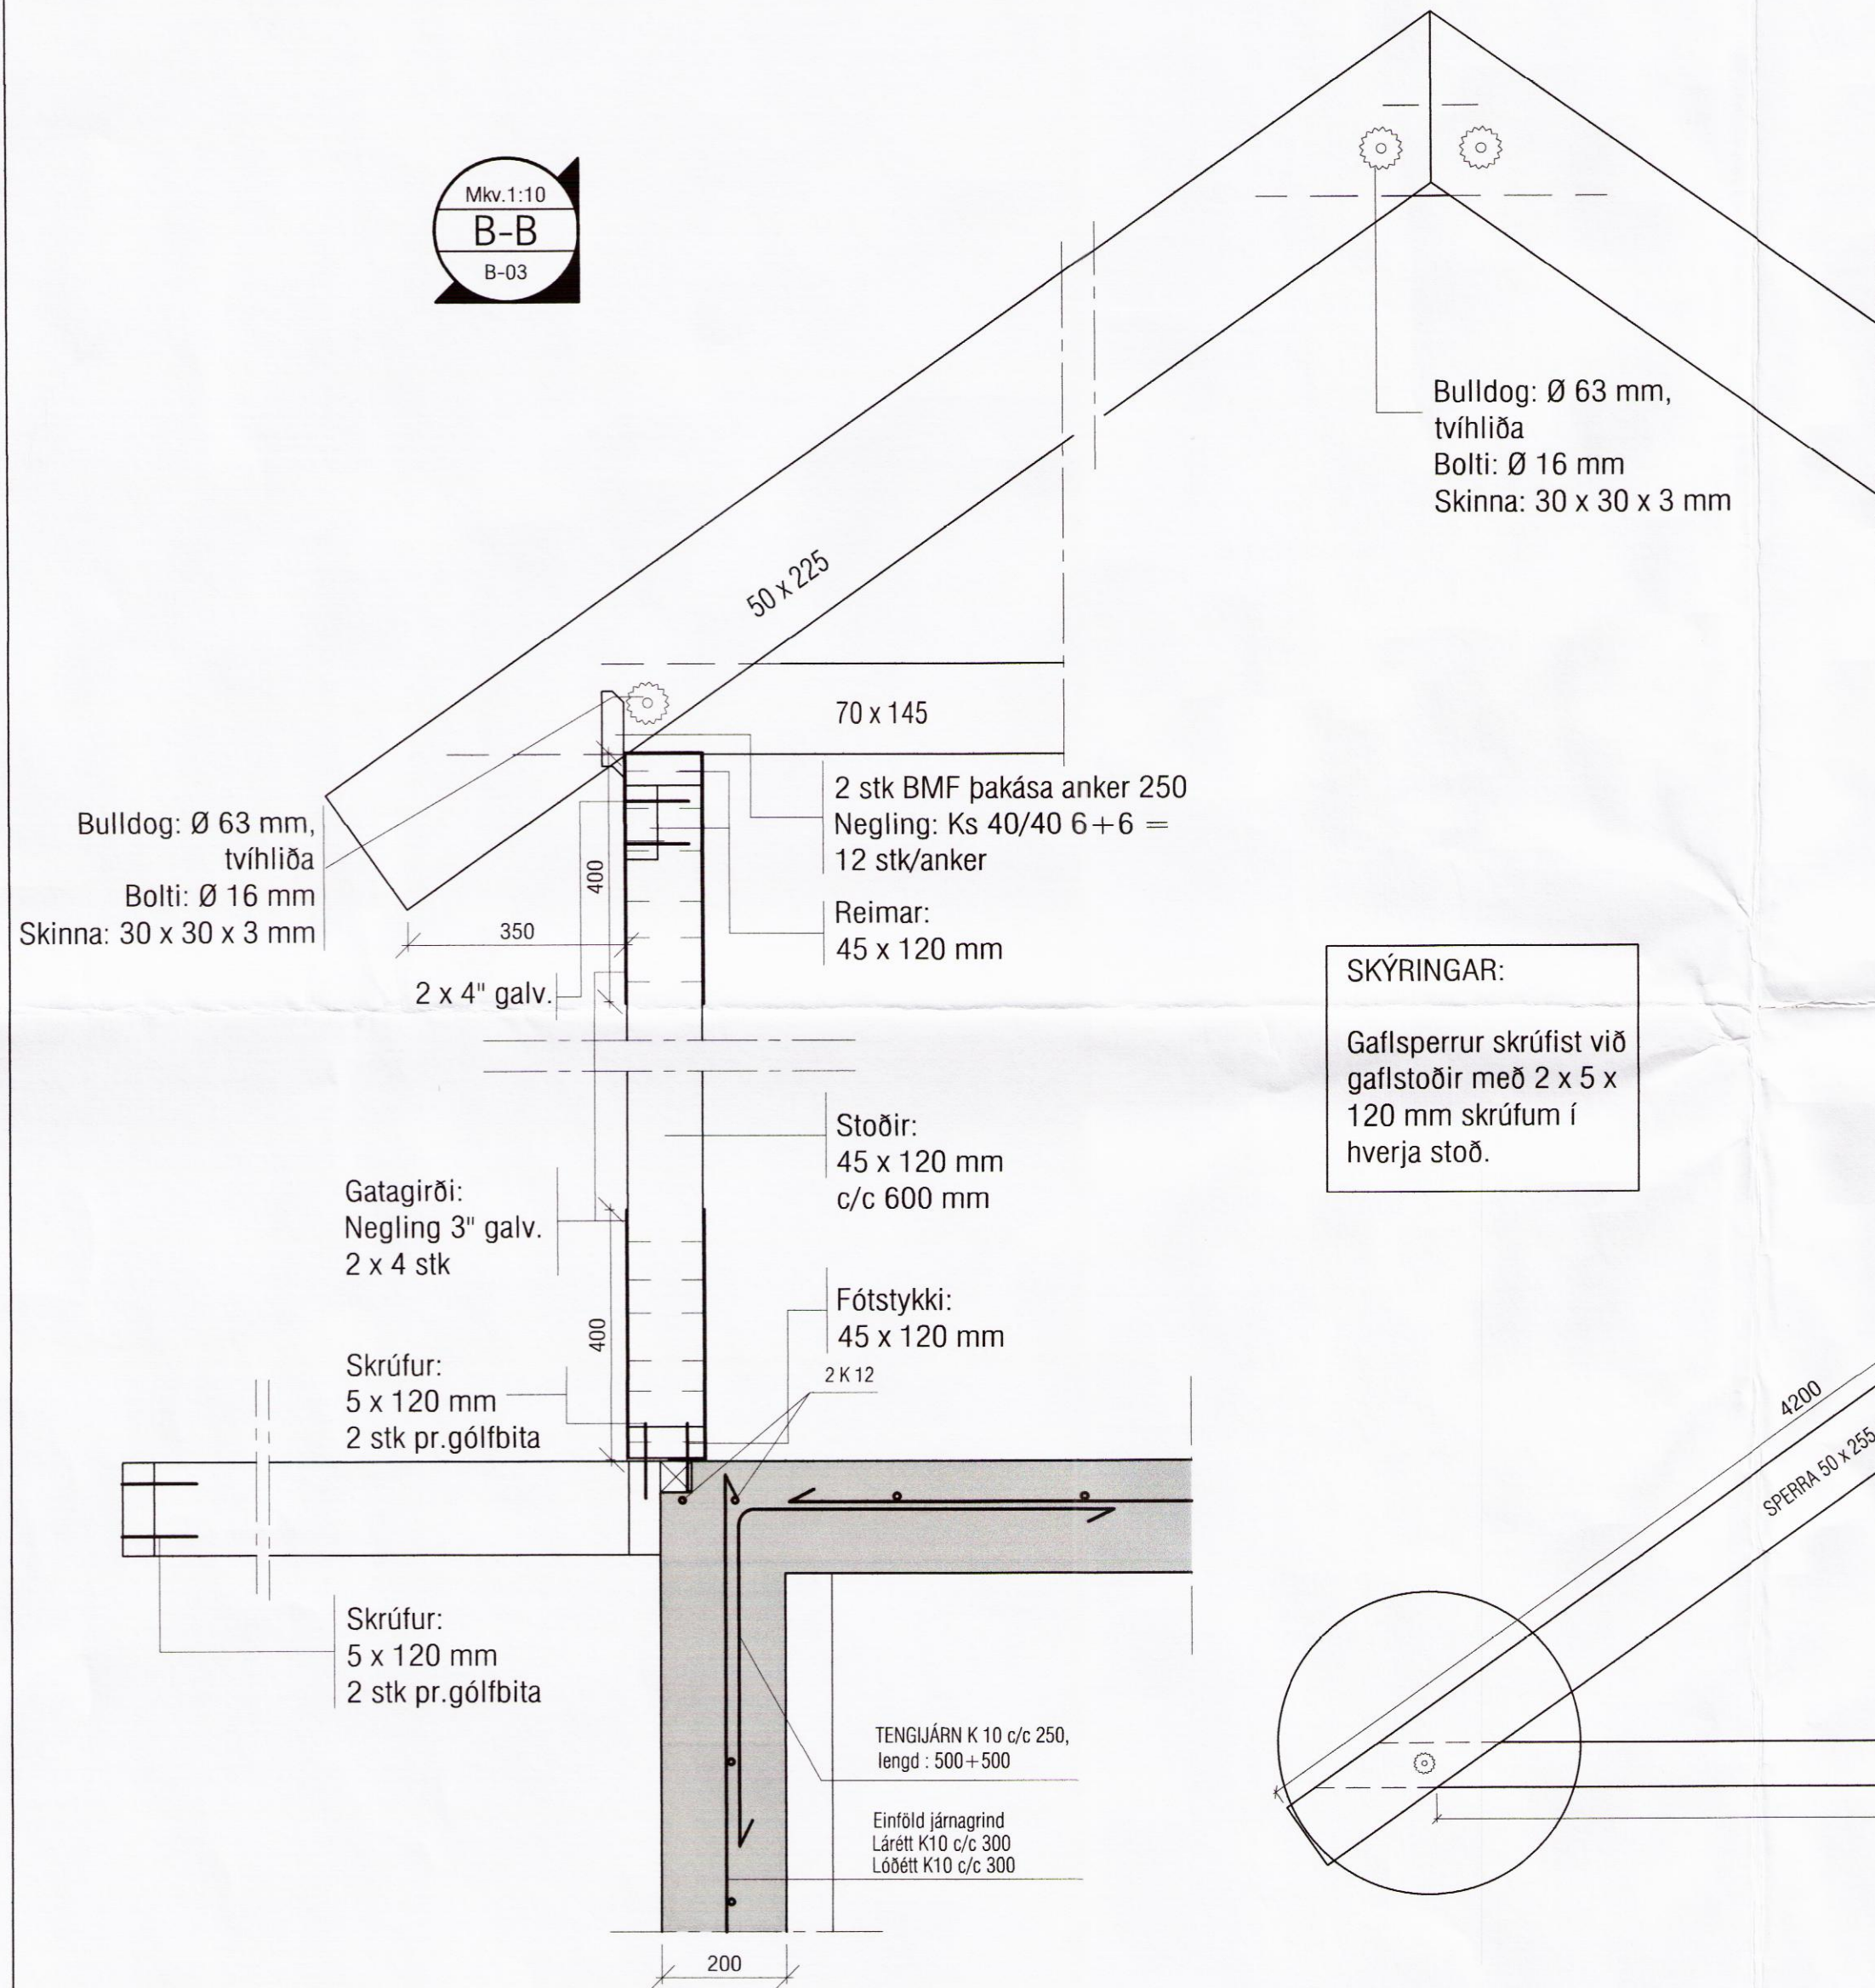 Mkv.1:10
B-B
B-03
Bulldog: Ø 63 mm,
tvíhliða
Bolti: Ø 16 mm
Skinna: 30 x 30 x 3 mm
50 x 225
70 x 145
Bulldog: Ø 63 mm,
tvíhliða
Bolti: Ø 16 mm
Skinna: 30 x 30 x 3 mm
2 stk BMF þakása anker 250
Negling: Ks 40/40 6+6 =
12 stk/anker
400
350
Reimar:
45 x 120 mm
2 x 4" galv.
SKÝRINGAR:
Gaflsperrur skrúfist við
gaflstoðir með 2 x 5 x
120 mm skrúfum í
hverja stoð.
Stoðir:
45 x 120 mm
c/c 600 mm
Gatagirði:
Negling 3" galv.
2 x 4 stk
Fótstykki:
45 x 120 mm
400
2 K 12
Skrúfur:
5 x 120 mm
2 stk pr.gólfbita
4200
SPERRA 50 x 255
Skrúfur:
5 x 120 mm
2 stk pr.gólfbita
TENGIJÁRN K 10 c/c 250,
lengd : 500+500
Einföld járnagrind
Lárétt K10 c/c 300
Lóðétt K10 c/c 300
200